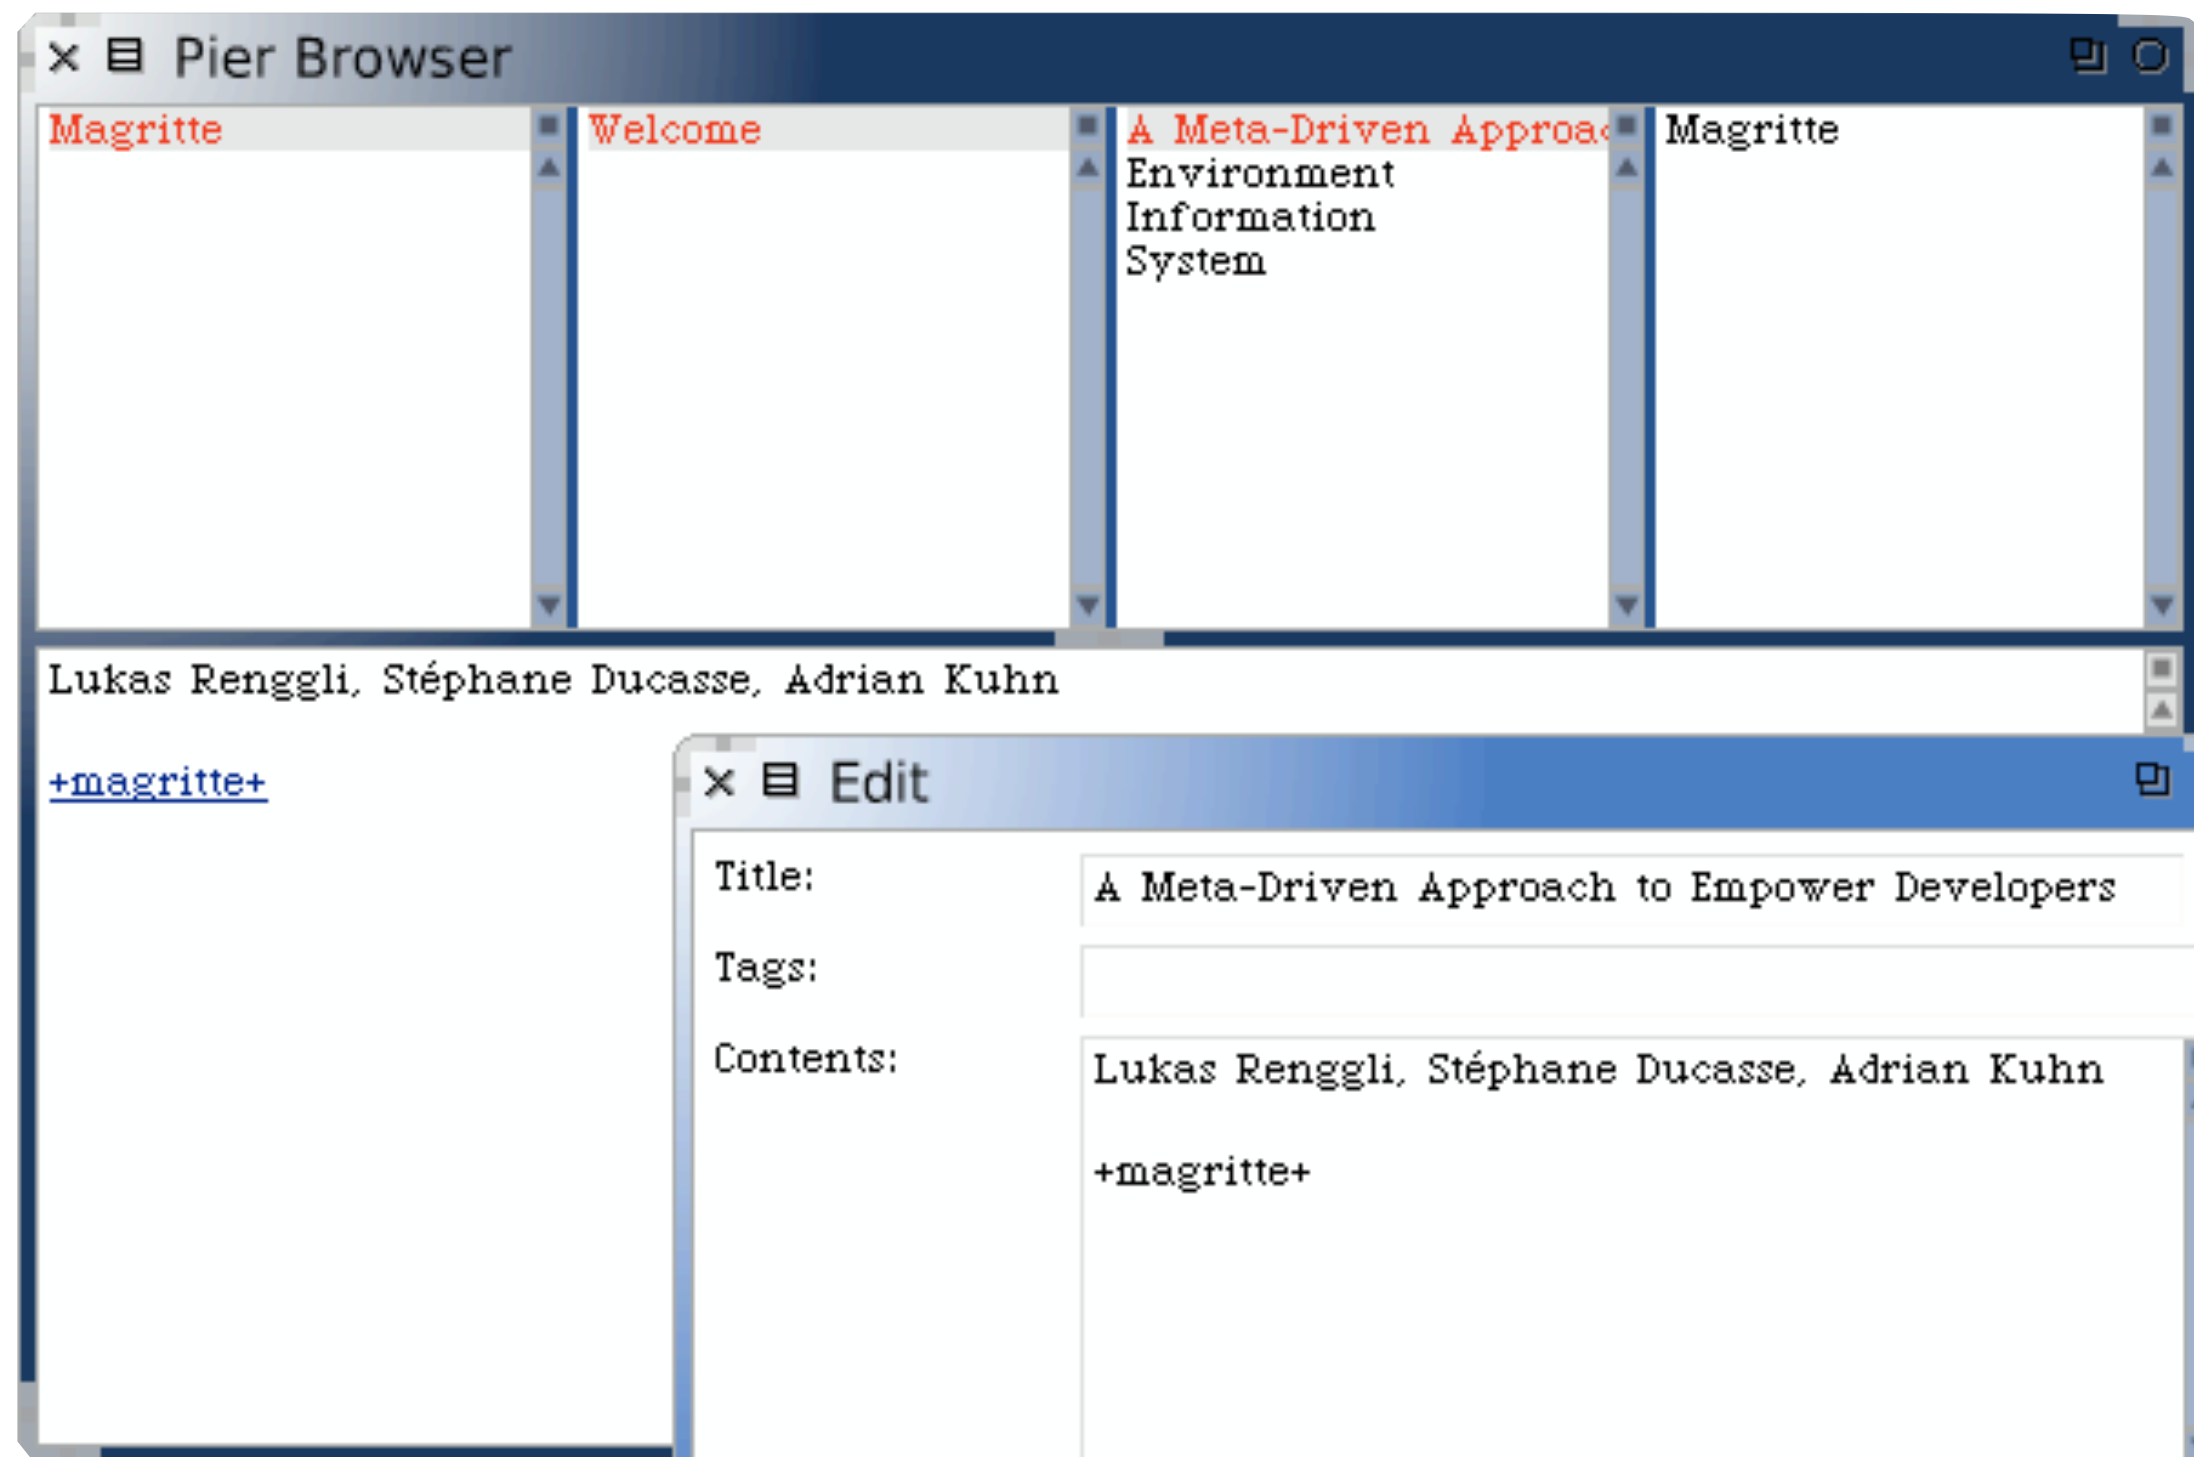 Pier Browser
Magritte
Welcome
A Meta-Driven Approac
Environment
Information
System
Magritte
Lukas Renggli, Stéphane Ducasse, Adrian Kuhn
+magritte+
Edit
Title:
A Meta-Driven Approach to Empower Developers
Tags:
Contents:
Lukas Renggli, Stéphane Ducasse, Adrian Kuhn
+magritte+